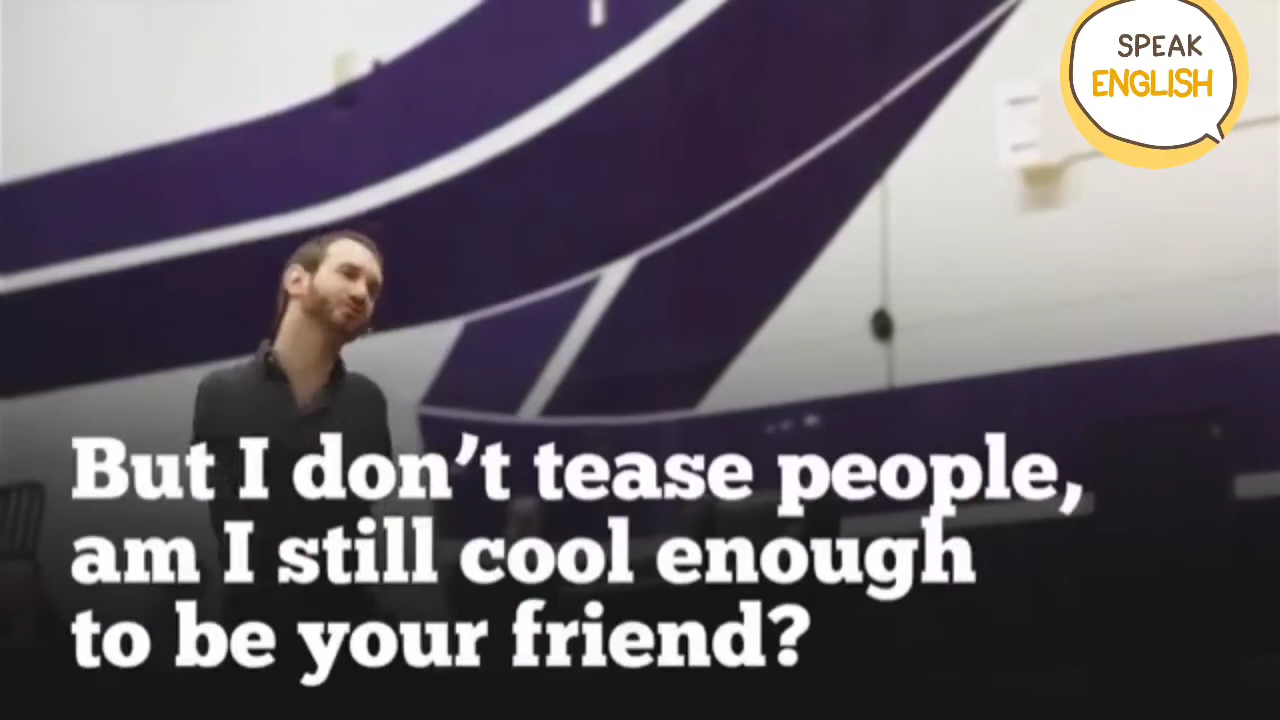 SPEAK
ENGLISH
But I don’t tease people,
am I still cool enough
to be your friend?